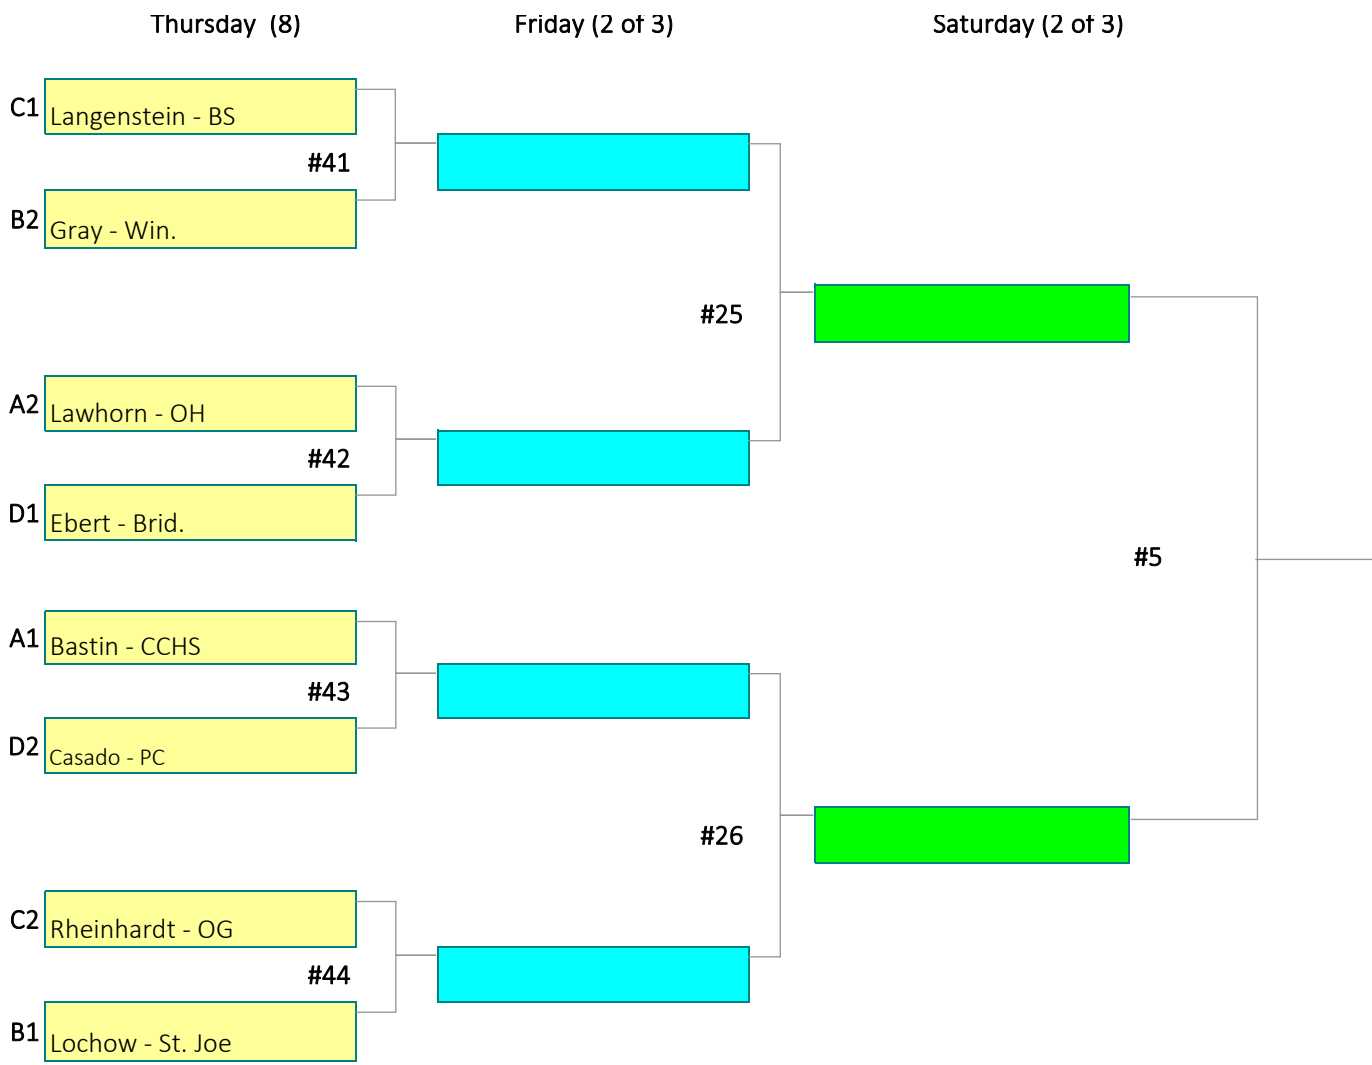 Thursday  (8)
Friday (2 of 3)
Saturday (2 of 3)
C1 Langenstein - BS
#41
B2 Gray - Win.
#25
A2 Lawhorn - OH
#42
D1 Ebert - Brid.
#5
A1 Bastin - CCHS
#43
D2 Casado - PC
#26
C2 Rheinhardt - OG
#44
B1 Lochow - St. Joe